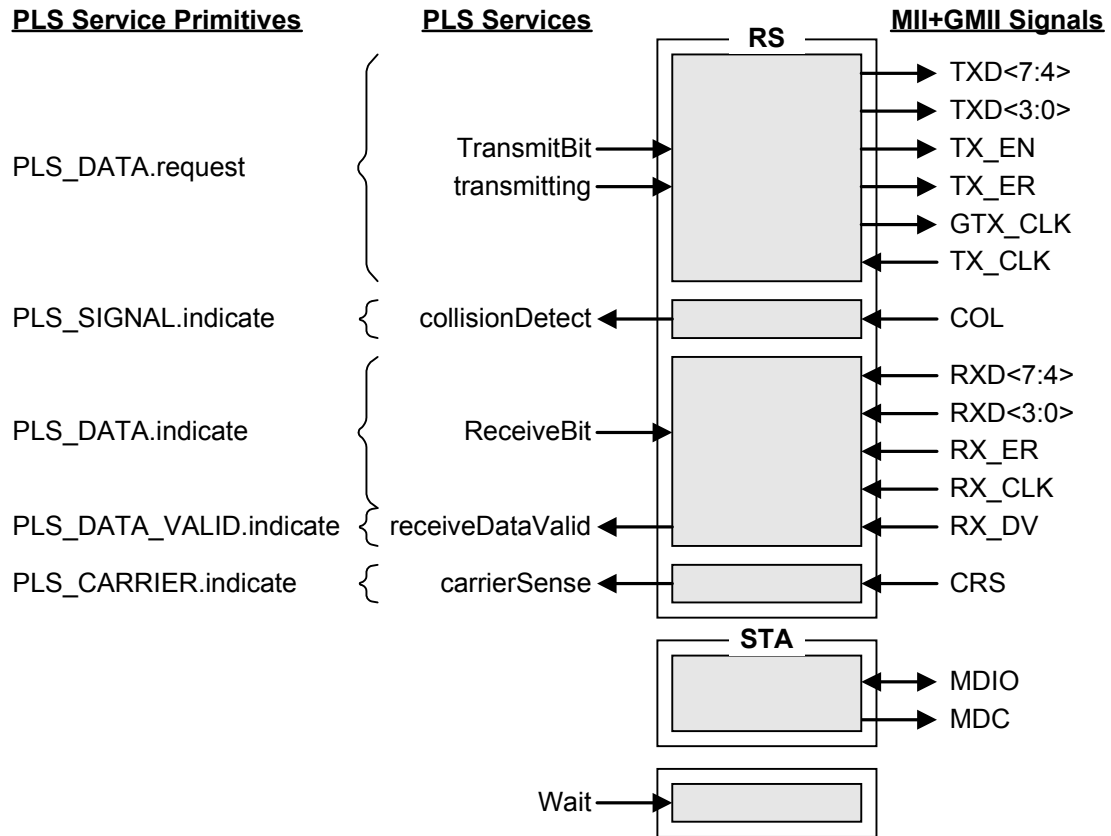 PLS Service Primitives PLS Services MII+GMII Signals
RS
TXD<7:4>
TXD<3:0>
TransmitBit TX_EN
PLS_DATA.request
transmitting TX_ER
GTX_CLK
TX_CLK
PLS_SIGNAL.indicate collisionDetect COL
RXD<7:4>
RXD<3:0>
PLS_DATA.indicate ReceiveBit
RX_ER
RX_CLK
PLS_DATA_VALID.indicate receiveDataValid RX_DV
PLS_CARRIER.indicate carrierSense CRS
STA
MDIO
MDC
Wait